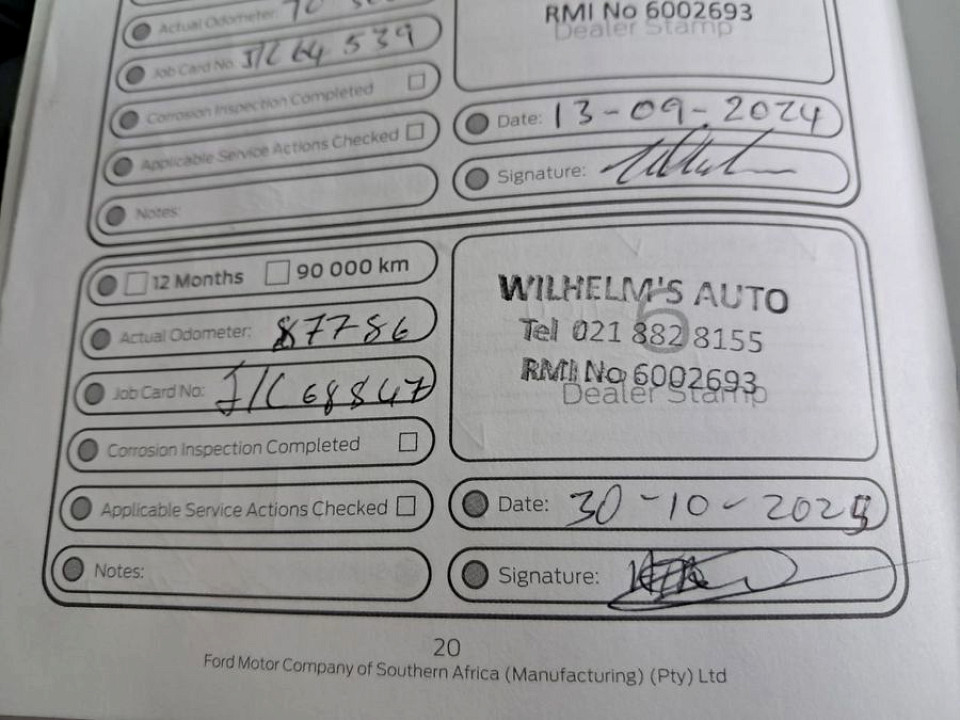 Actual Odometer: 70
RMI No 6002693
Job Card No. J/C 64 539
Dealer Stamp
Corrosion Inspection Completed
Date: 13-09-2024
Applicable Service Actions Checked
Signature:
Notes:
12 Months 90 000 km
WILHELM'S AUTO
Actual Odometer: 87786
Tel 021 882 8155
6
Job Card No: J/C 68847
RMI No 6002693
Dealer Stamp
Corrosion Inspection Completed
Applicable Service Actions Checked
Date: 30-10-202
Notes:
Signature:
20
Ford Motor Company of Southern Africa (Manufacturing) (Pty) Ltd